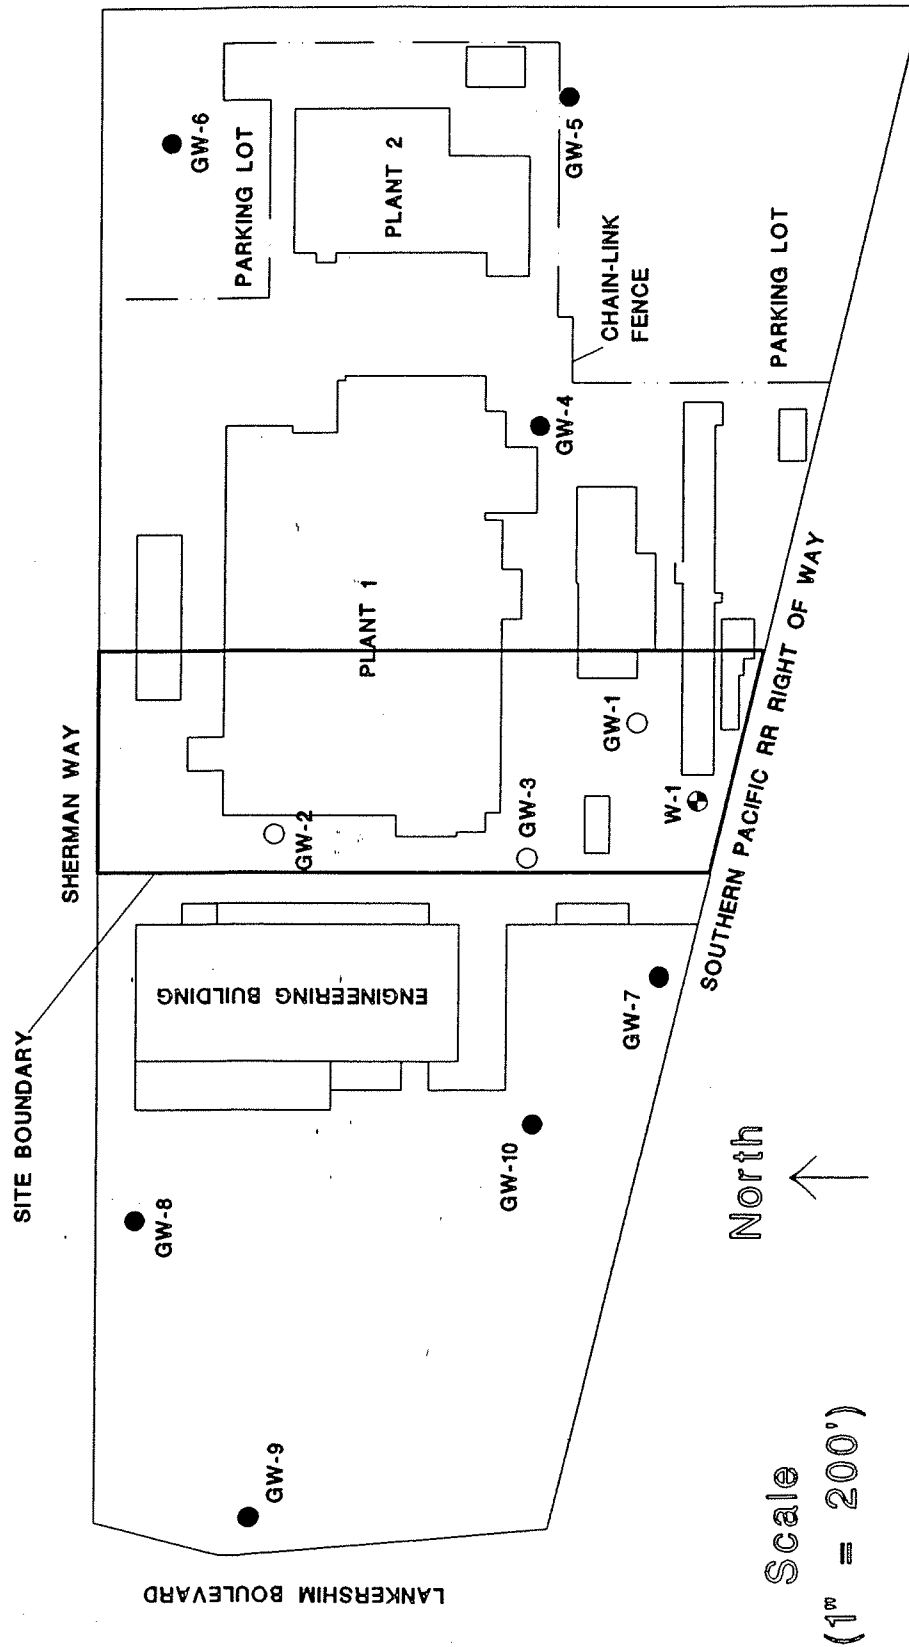 SHERMAN WAY
SITE BOUNDARY
GW-6
PARKING LOT
PLANT 2
GW-5
CHAIN-LINK
FENCE
PARKING LOT
GW-4
PLANT 1
GW-1
GW-2
GW-3
W-1
SOUTHERN PACIFIC RR RIGHT OF WAY
ENGINEERING BUILDING
GW-7
GW-10
GW-8
GW-9
LANKERSHIM BOULEVARD
North
Scale
(1" = 200')